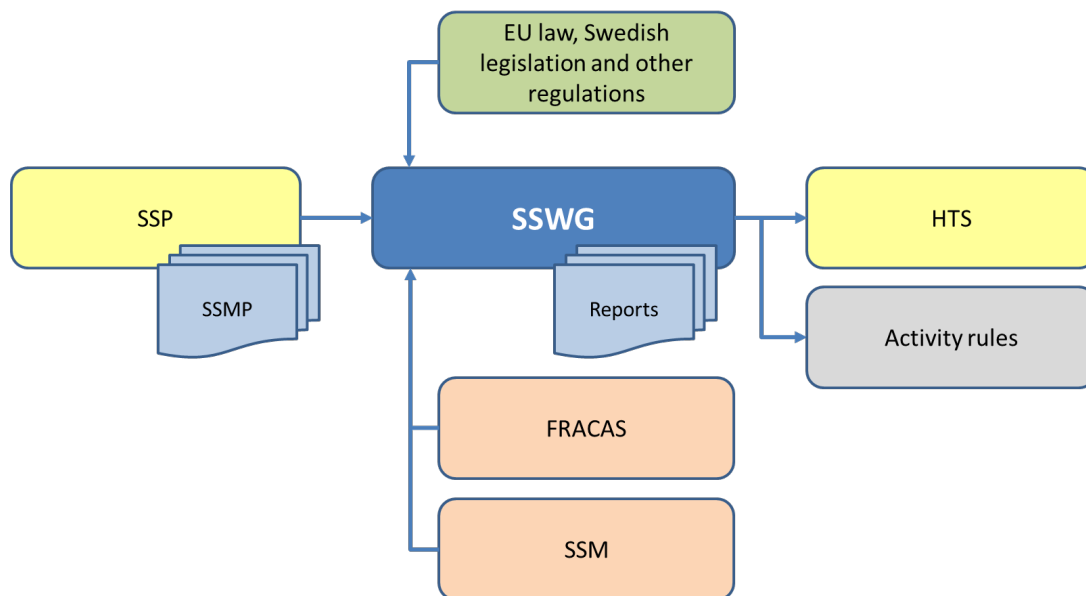 EU law, Swedish
legislation and other
regulations
SSP
SSWG
HTS
SSMP
Reports
Activity rules
FRACAS
SSM